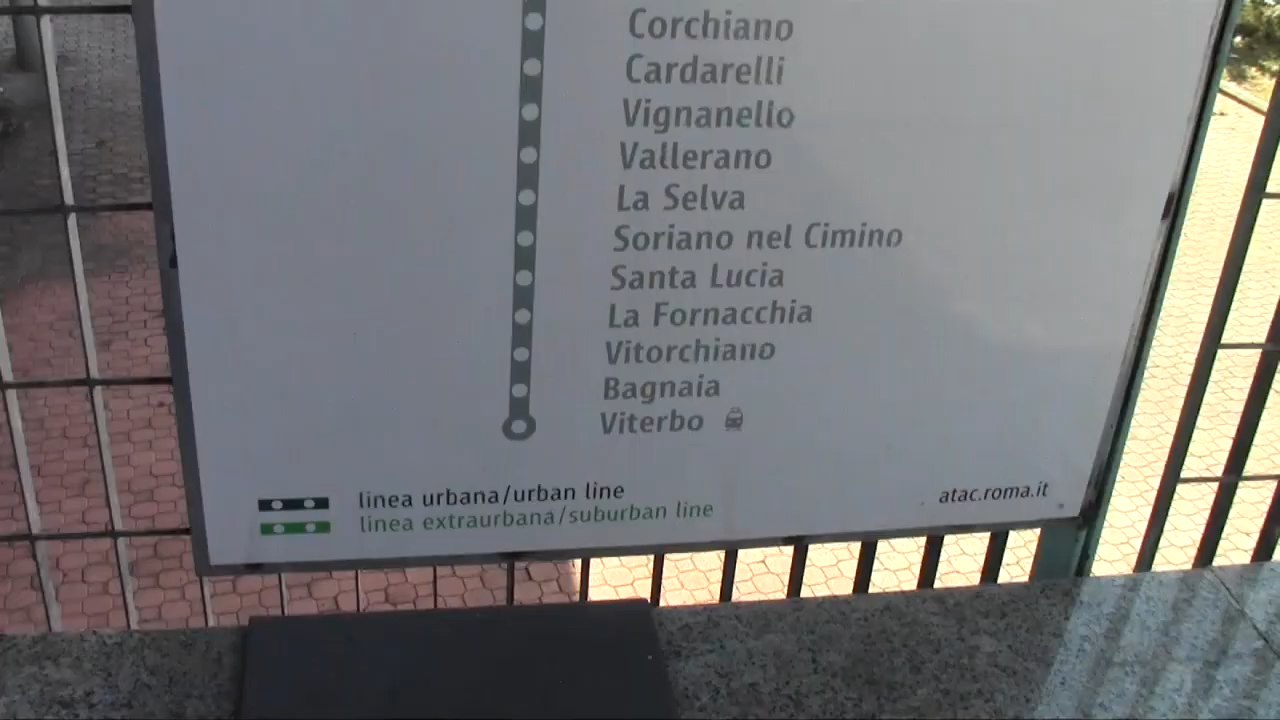 Corchiano
Cardarelli
Vignanello
Vallerano
La Selva
Soriano nel Cimino
Santa Lucia
La Fornacchia
Vitorchiano
Bagnaia
Viterbo
linea urbana/urban line
linea extraurbana/suburban line
atac.roma.it